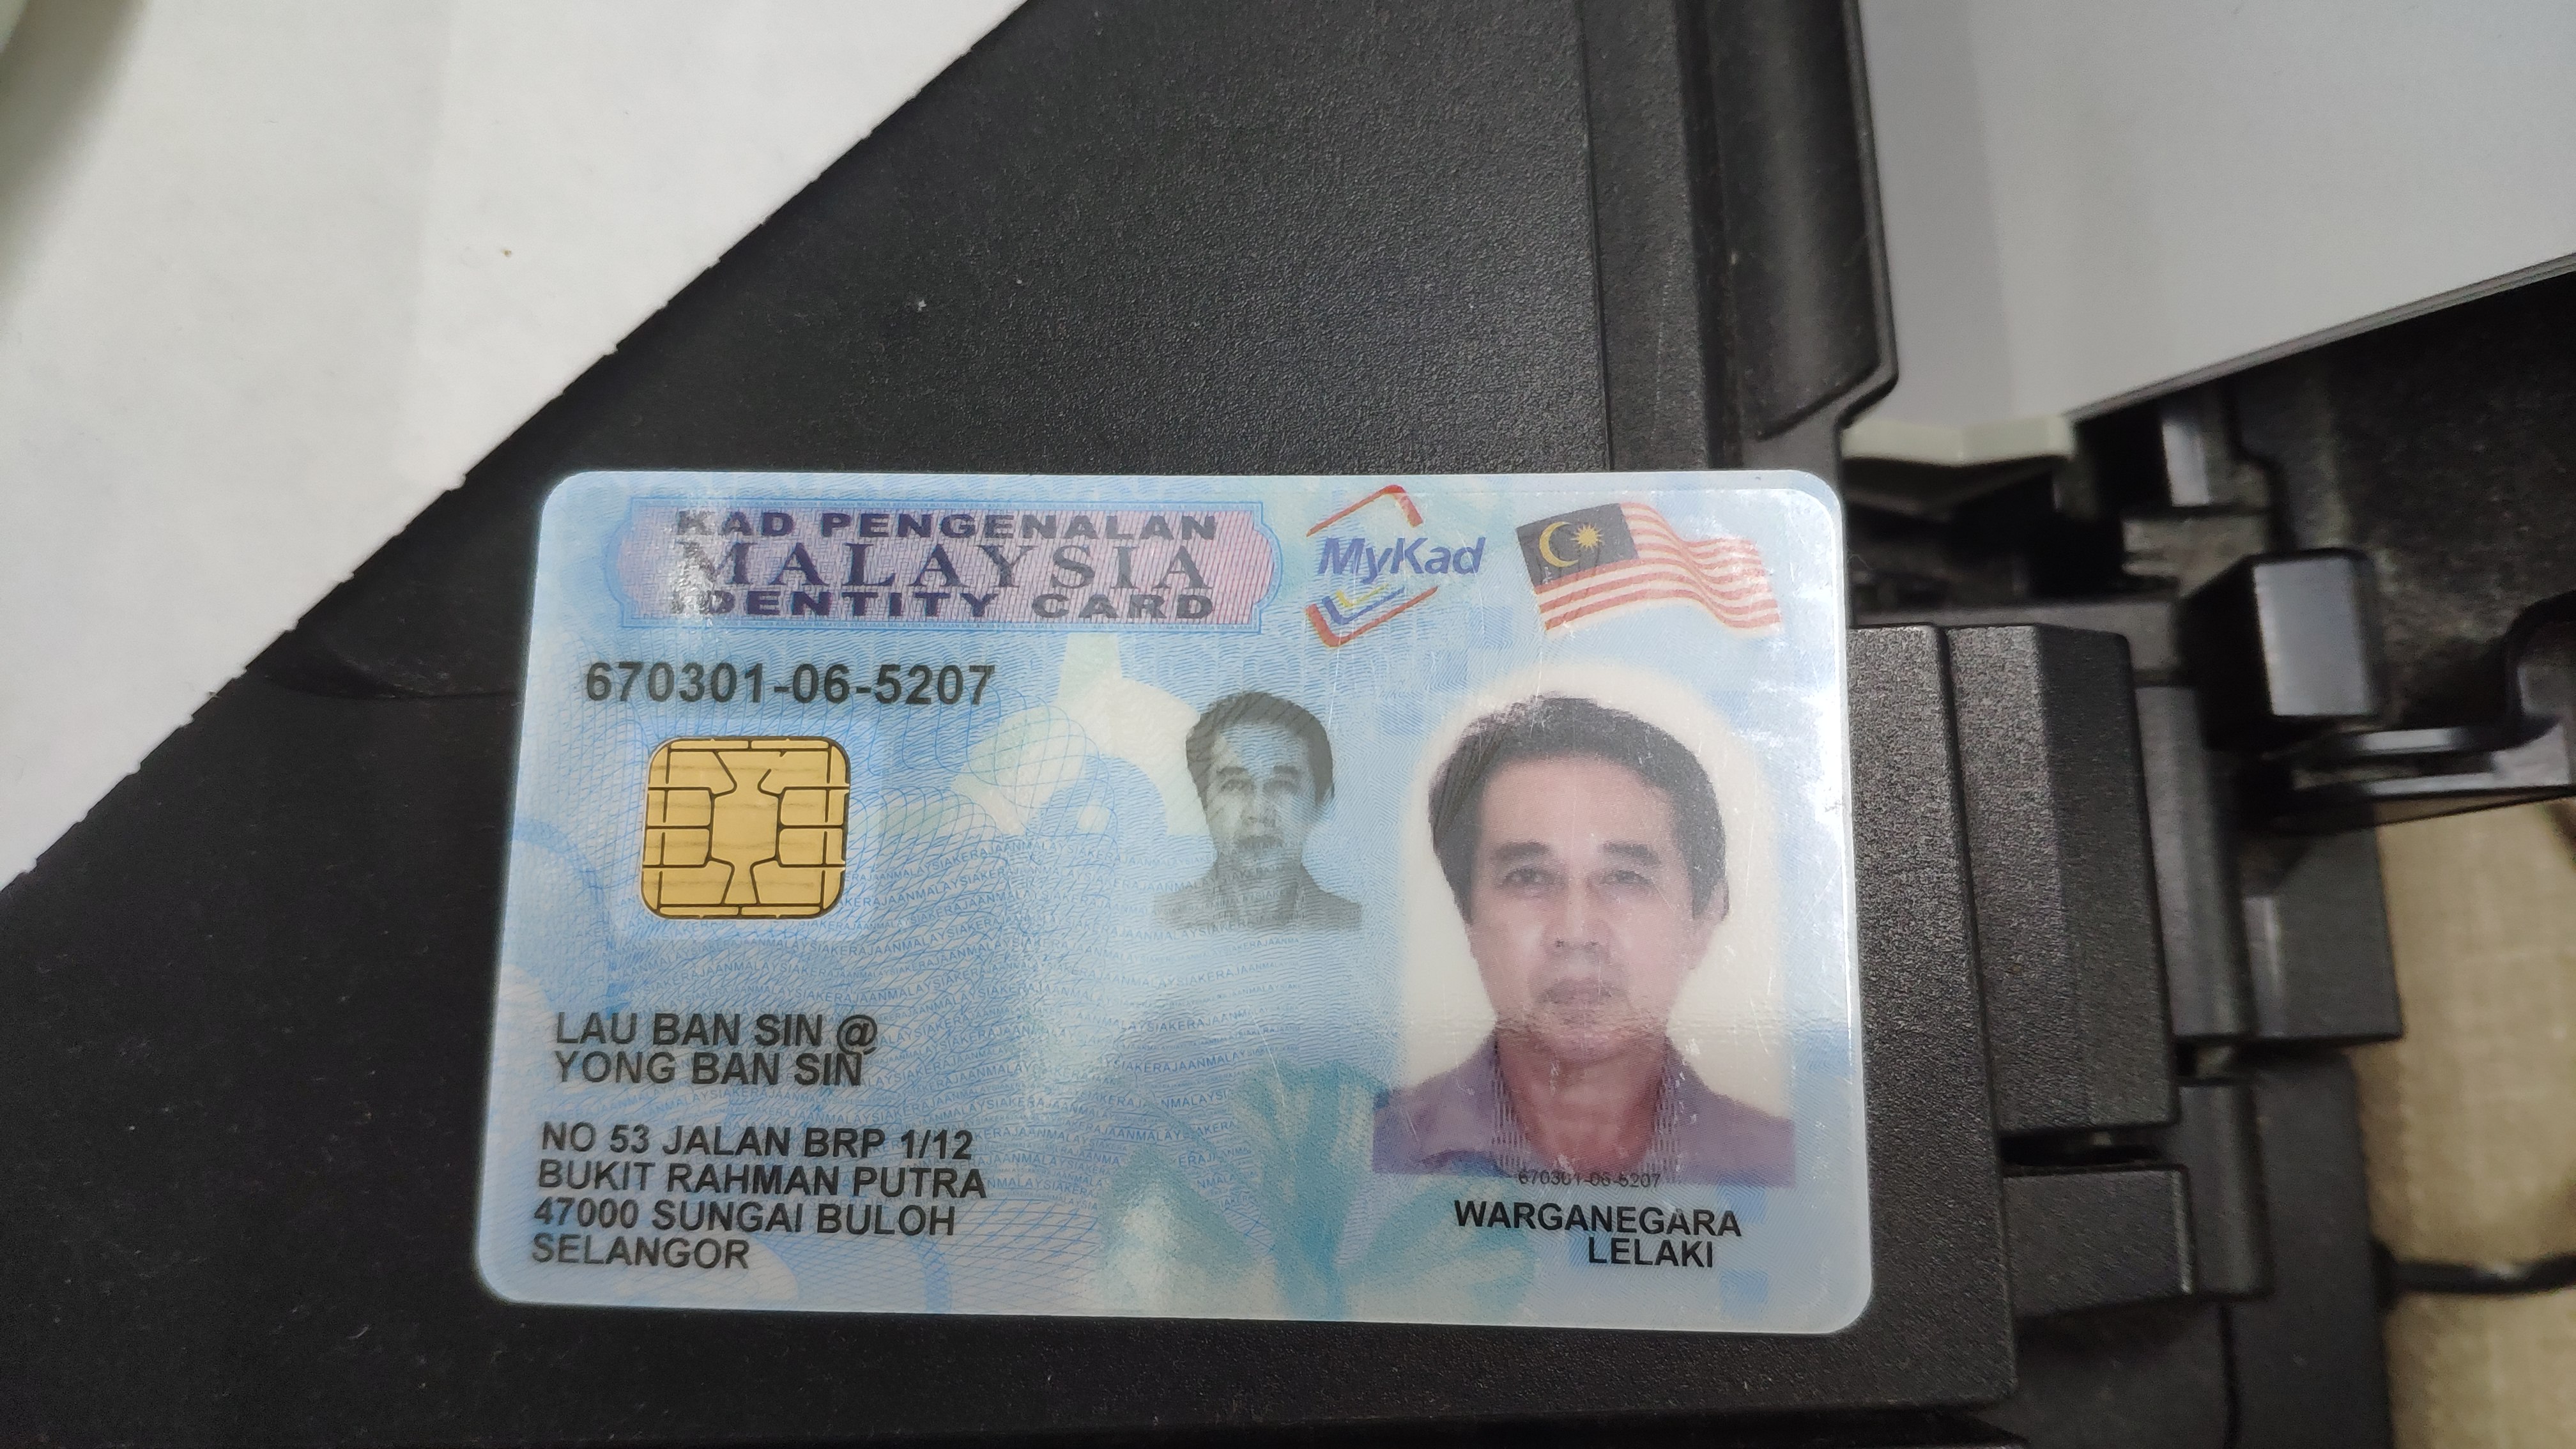 KAD PENGENALAN
MALAYSIA
IDENTITY CARD
MyKad
670301-06-5207
LAU BAN SIN @
YONG BAN SIN
NO 53 JALAN BRP 1/12
BUKIT RAHMAN PUTRA
47000 SUNGAI BULOH
SELANGOR
670301-06-5207
WARGANEGARA
LELAKI